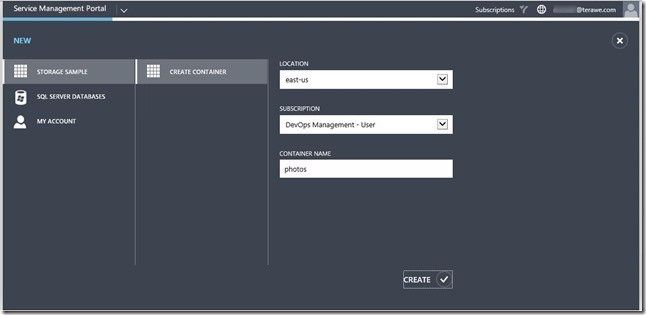 Service Management Portal
Subscriptions
@terawe.com
NEW
STORAGE SAMPLE
SQL SERVER DATABASES
MY ACCOUNT
CREATE CONTAINER
LOCATION
east-us
SUBSCRIPTION
DevOps Management - User
CONTAINER NAME
photos
CREATE